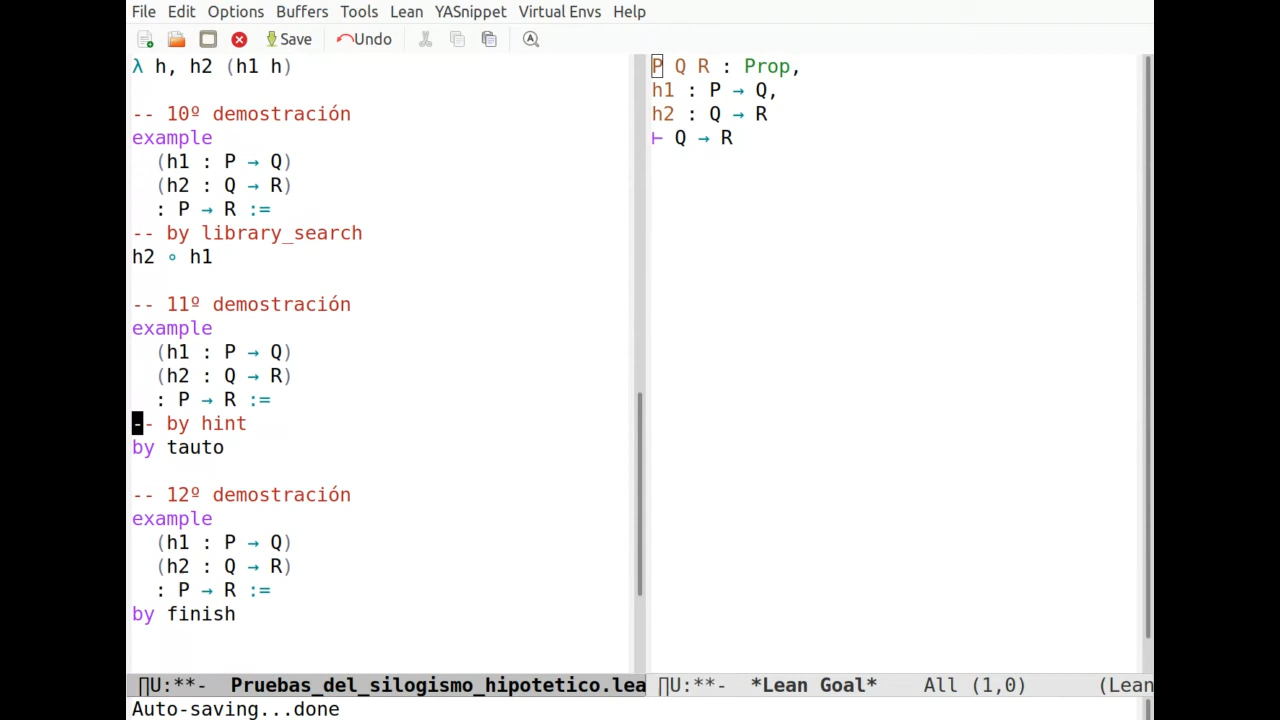 File Edit Options Buffers Tools Lean YASnippet Virtual Envs Help
Save Undo
λ h, h2 (h1 h)
-- 10º demostración
example
(h1 : P → Q)
(h2 : Q → R)
: P → R :=
-- by library_search
h2 ∘ h1
-- 11º demostración
example
(h1 : P → Q)
(h2 : Q → R)
: P → R :=
-- by hint
by tauto
-- 12º demostración
example
(h1 : P → Q)
(h2 : Q → R)
: P → R :=
by finish
∏U:**- Pruebas_del_silogismo_hipotetico.lea
P Q R : Prop,
h1 : P → Q,
h2 : Q → R
⊢ Q → R
∏U:**- *Lean Goal* All (1,0) (Lean
Auto-saving...done